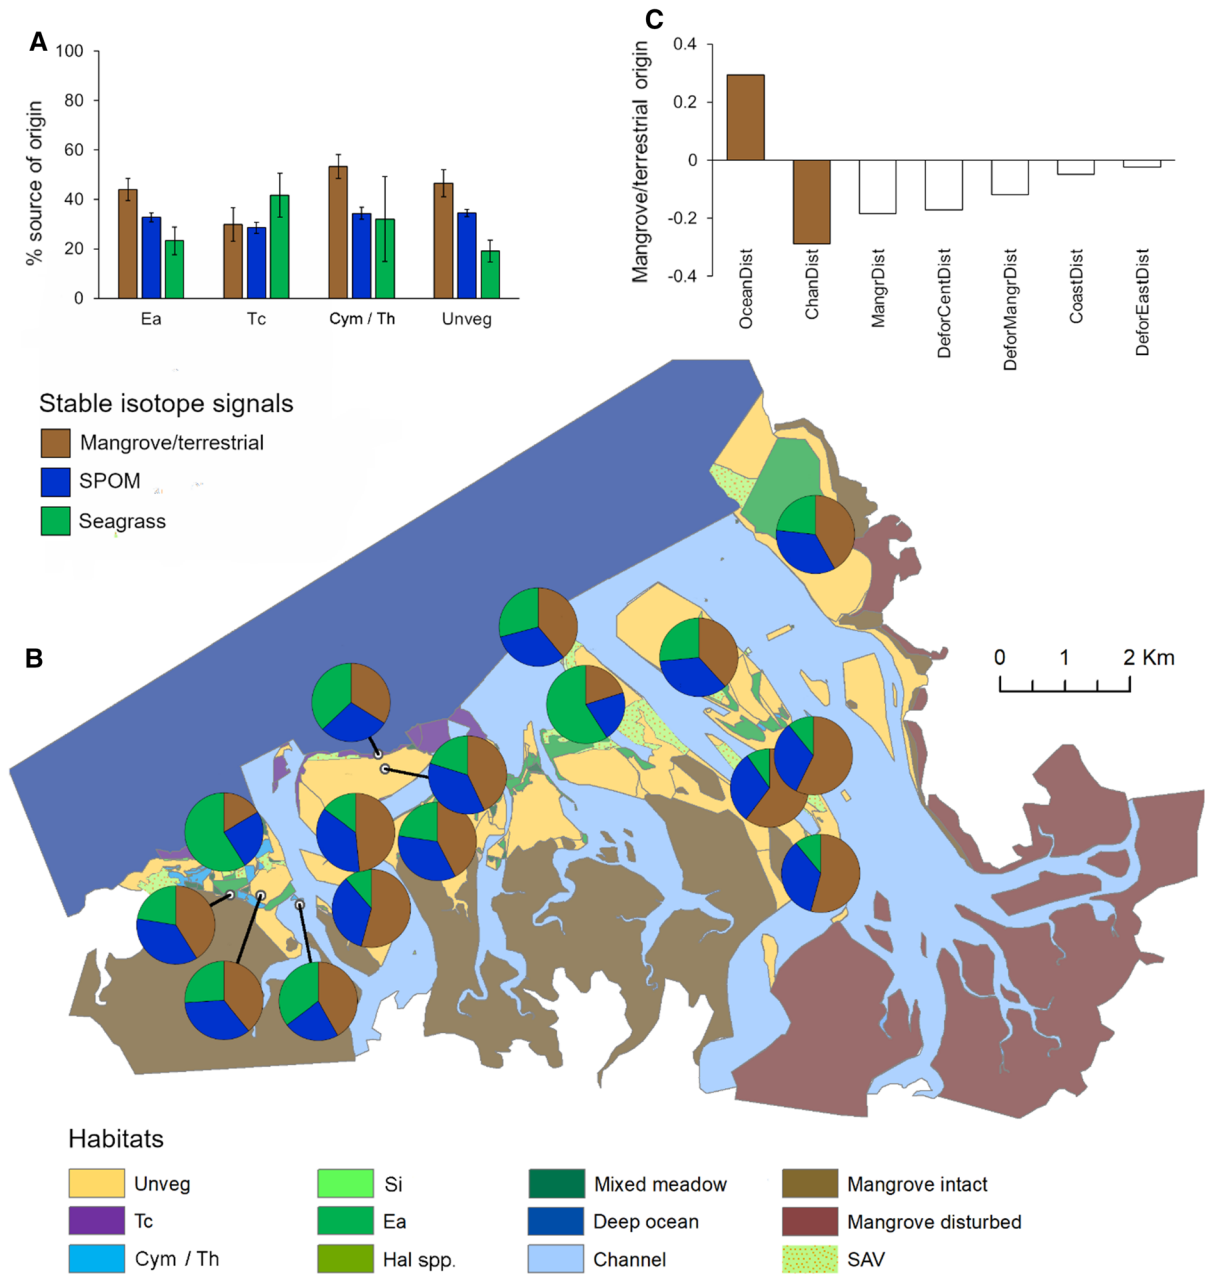 A
% source of origin
100
80
60
40
20
0
Ea
Tc
Cym / Th
Unveg
C
Mangrove/terrestrial origin
0.4
0.2
0
-0.2
-0.4
OceanDist
ChanDist
MangrDist
DeforCentDist
DeforMangrDist
CoastDist
DeforEastDist
Stable isotope signals
Mangrove/terrestrial
SPOM
Seagrass
B
0 1 2 Km
Habitats
Unveg
Tc
Cym / Th
Si
Ea
Hal spp.
Mixed meadow
Deep ocean
Channel
Mangrove intact
Mangrove disturbed
SAV